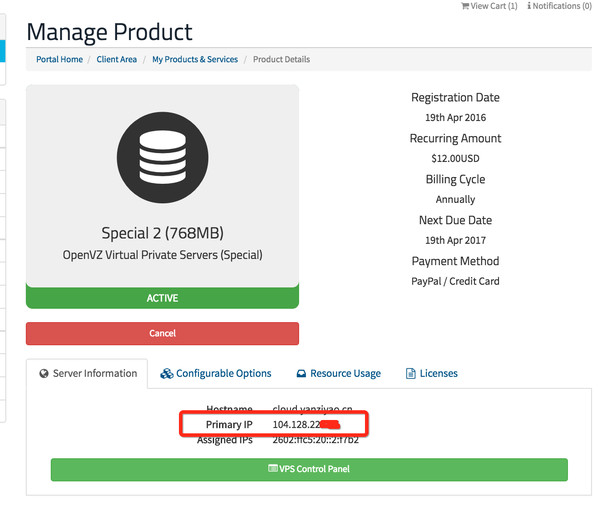 View Cart (1) Notifications (0)
Manage Product
Portal Home / Client Area / My Products & Services / Product Details
Special 2 (768MB)
OpenVZ Virtual Private Servers (Special)
ACTIVE
Cancel
Registration Date
19th Apr 2016
Recurring Amount
$12.00USD
Billing Cycle
Annually
Next Due Date
19th Apr 2017
Payment Method
PayPal / Credit Card
Server Information Configurable Options Resource Usage Licenses
Hostname cloud.yanziyao.cn
Primary IP 104.128.22
Assigned IPs 2602:ffc5:20::2:f7b2
VPS Control Panel